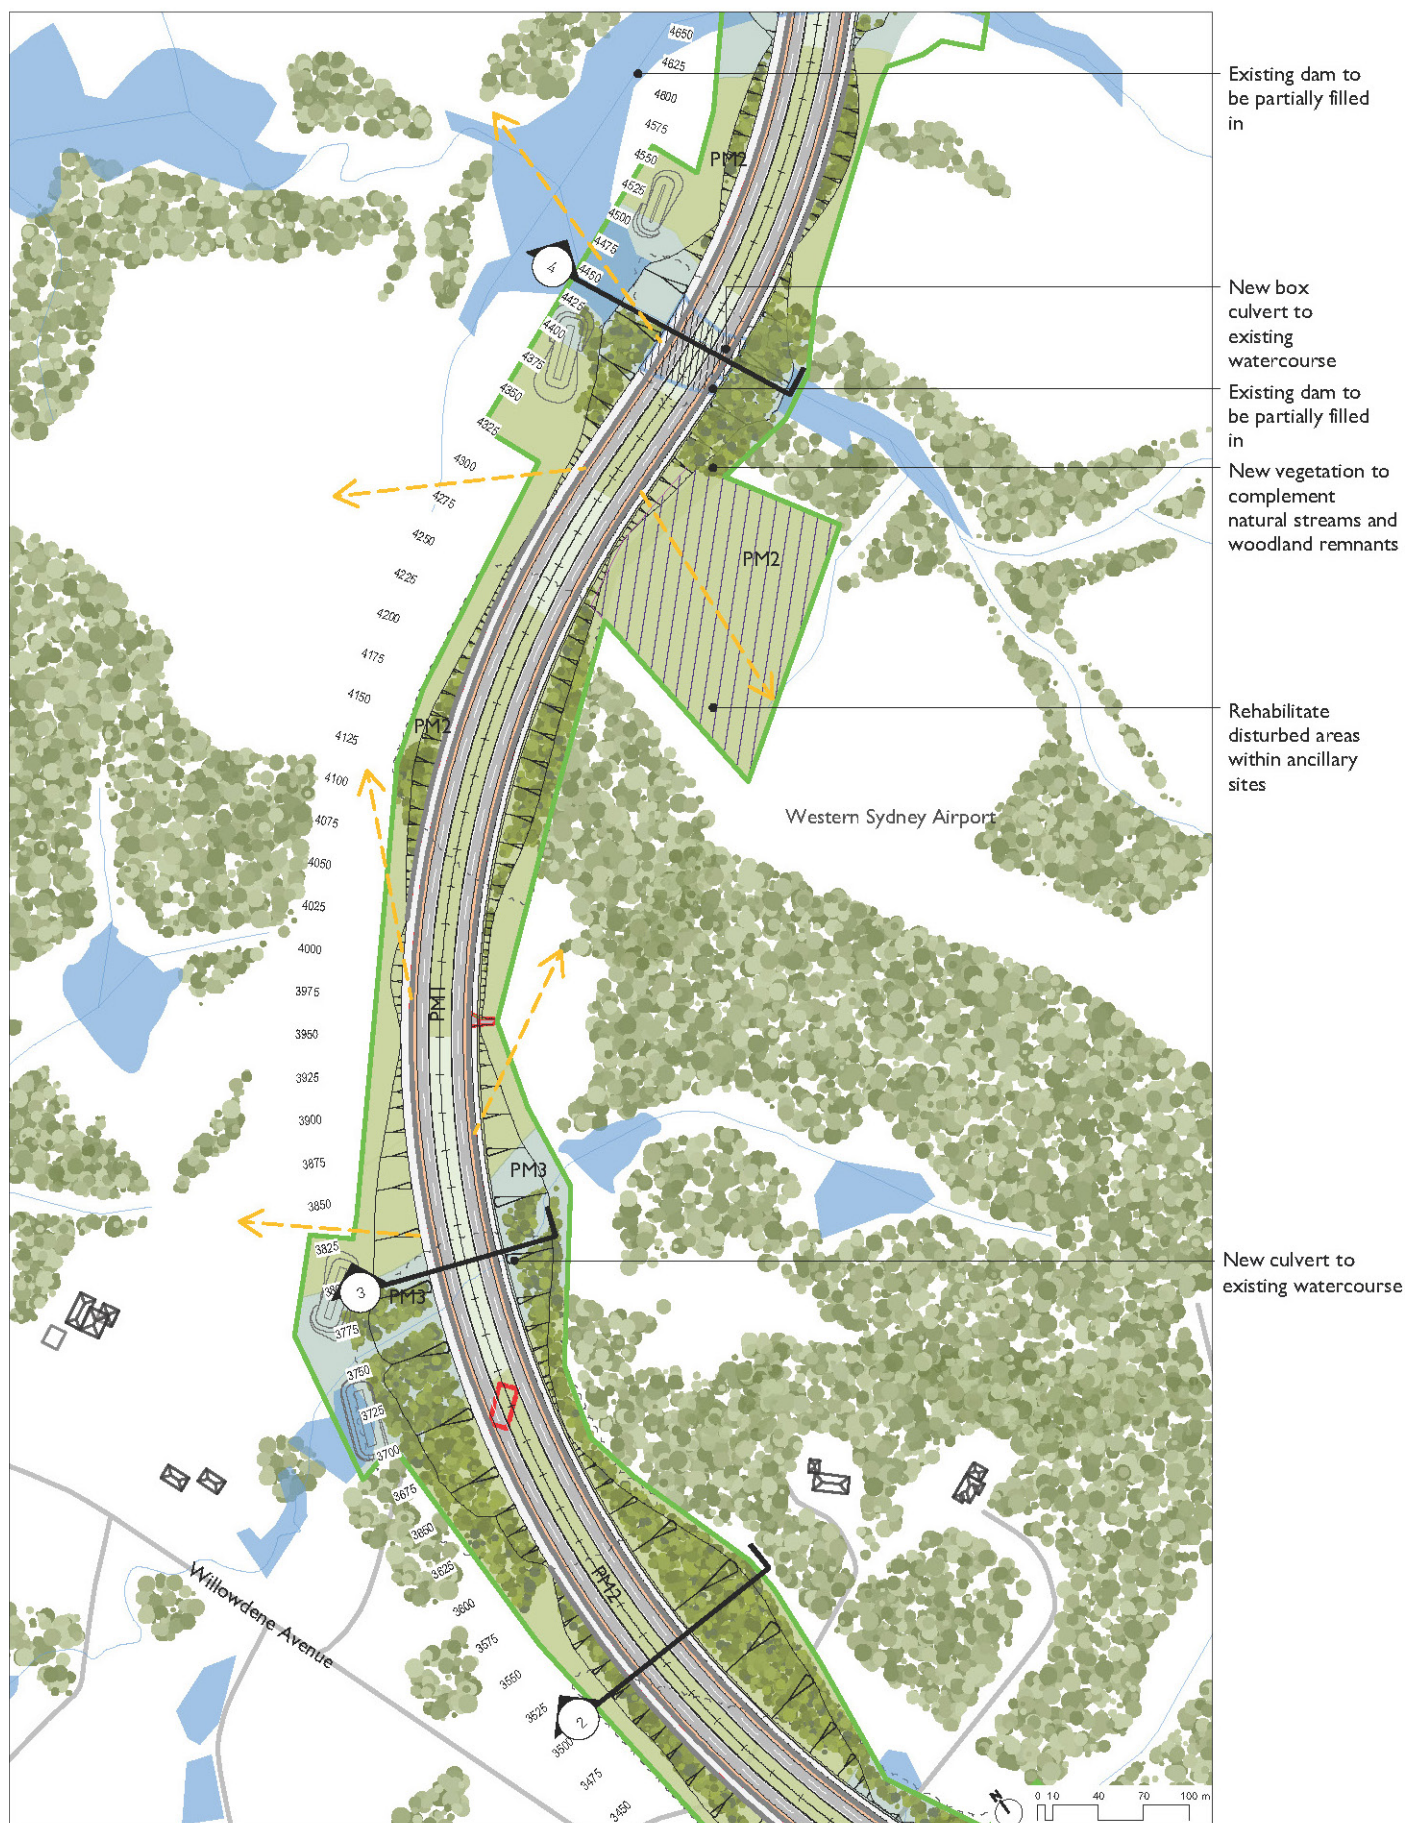 4650
4625
4600
4575
4550
4525
4500
4475
4450
4425
4400
4375
4350
4325
4300
4275
4250
4225
4200
4175
4150
4125
4100
4075
4050
4025
4000
3975
3950
3925
3900
3875
3850
3825
3775
3750
3725
3700
3675
3650
3625
3600
3575
3550
3525
3500
3475
3450
PM2
4
PM2
PM2
Western Sydney Airport
PM1
PM3
3
PM3
Willowdene Avenue
PM2
2
N
0 10 40 70 100 m
Existing dam to
be partially filled
in
New box
culvert to
existing
watercourse
Existing dam to
be partially filled
in
New vegetation to
complement
natural streams and
woodland remnants
Rehabilitate
disturbed areas
within ancillary
sites
New culvert to
existing watercourse